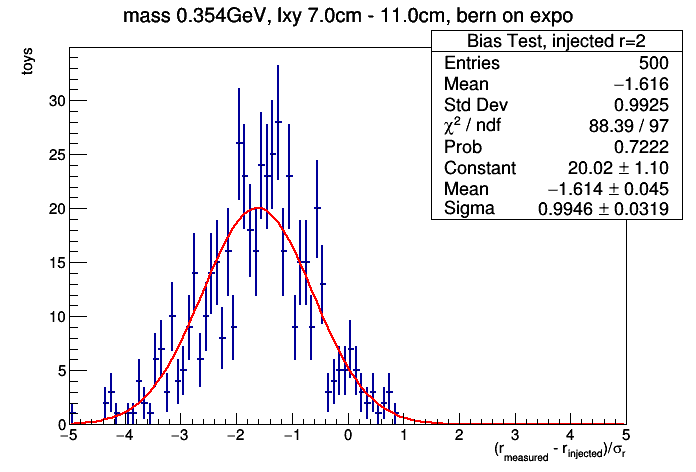 mass 0.354GeV, lxy 7.0cm - 11.0cm, bern on expo
toys
Bias Test, injected r=2
Entries 500
Mean −1.616
Std Dev 0.9925
χ² / ndf 88.39 / 97
Prob 0.7222
Constant 20.02 ± 1.10
Mean −1.614 ± 0.045
Sigma 0.9946 ± 0.0319
30
25
20
15
10
5
0
−5 −4 −3 −2 −1 0 1 2 3 4 5
(r_measured - r_injected)/σ_r